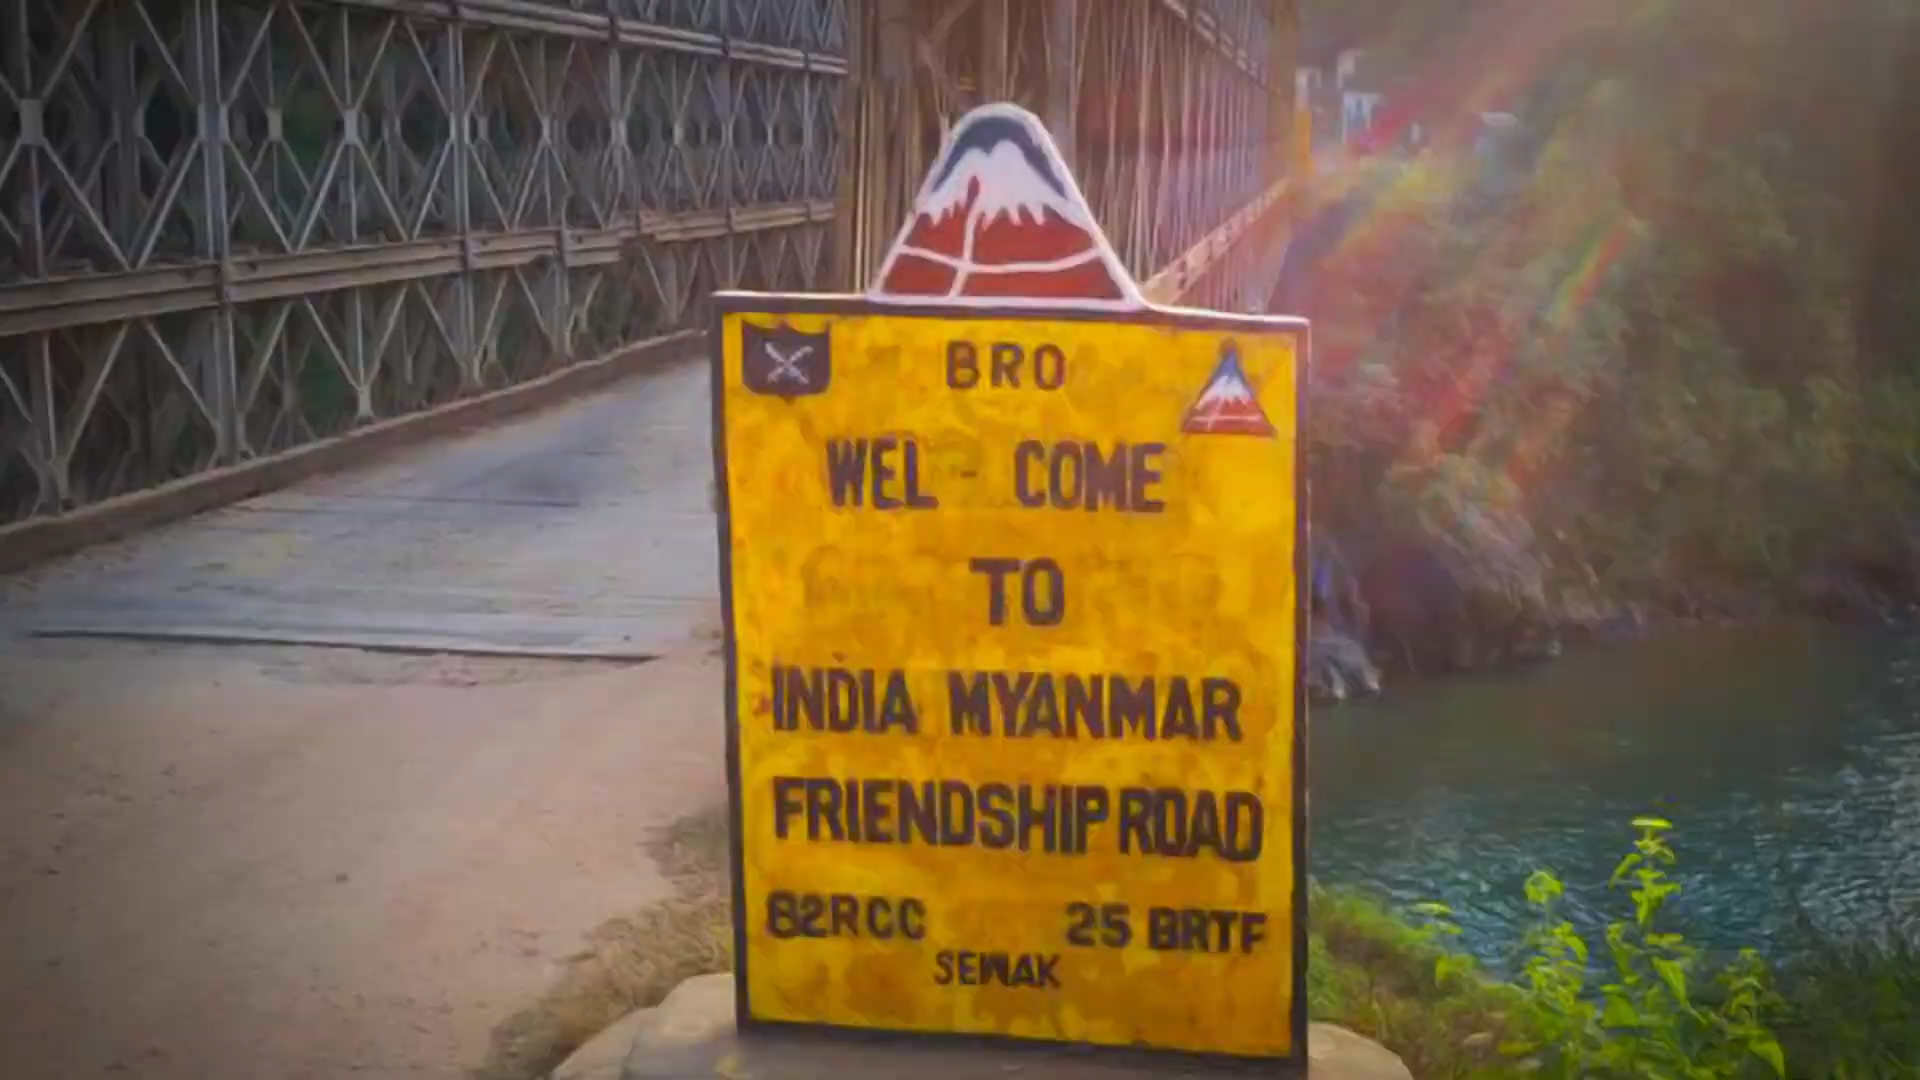 BRO
WEL - COME
TO
INDIA MYANMAR
FRIENDSHIP ROAD
82RCC 25 BRTF
SEWAK